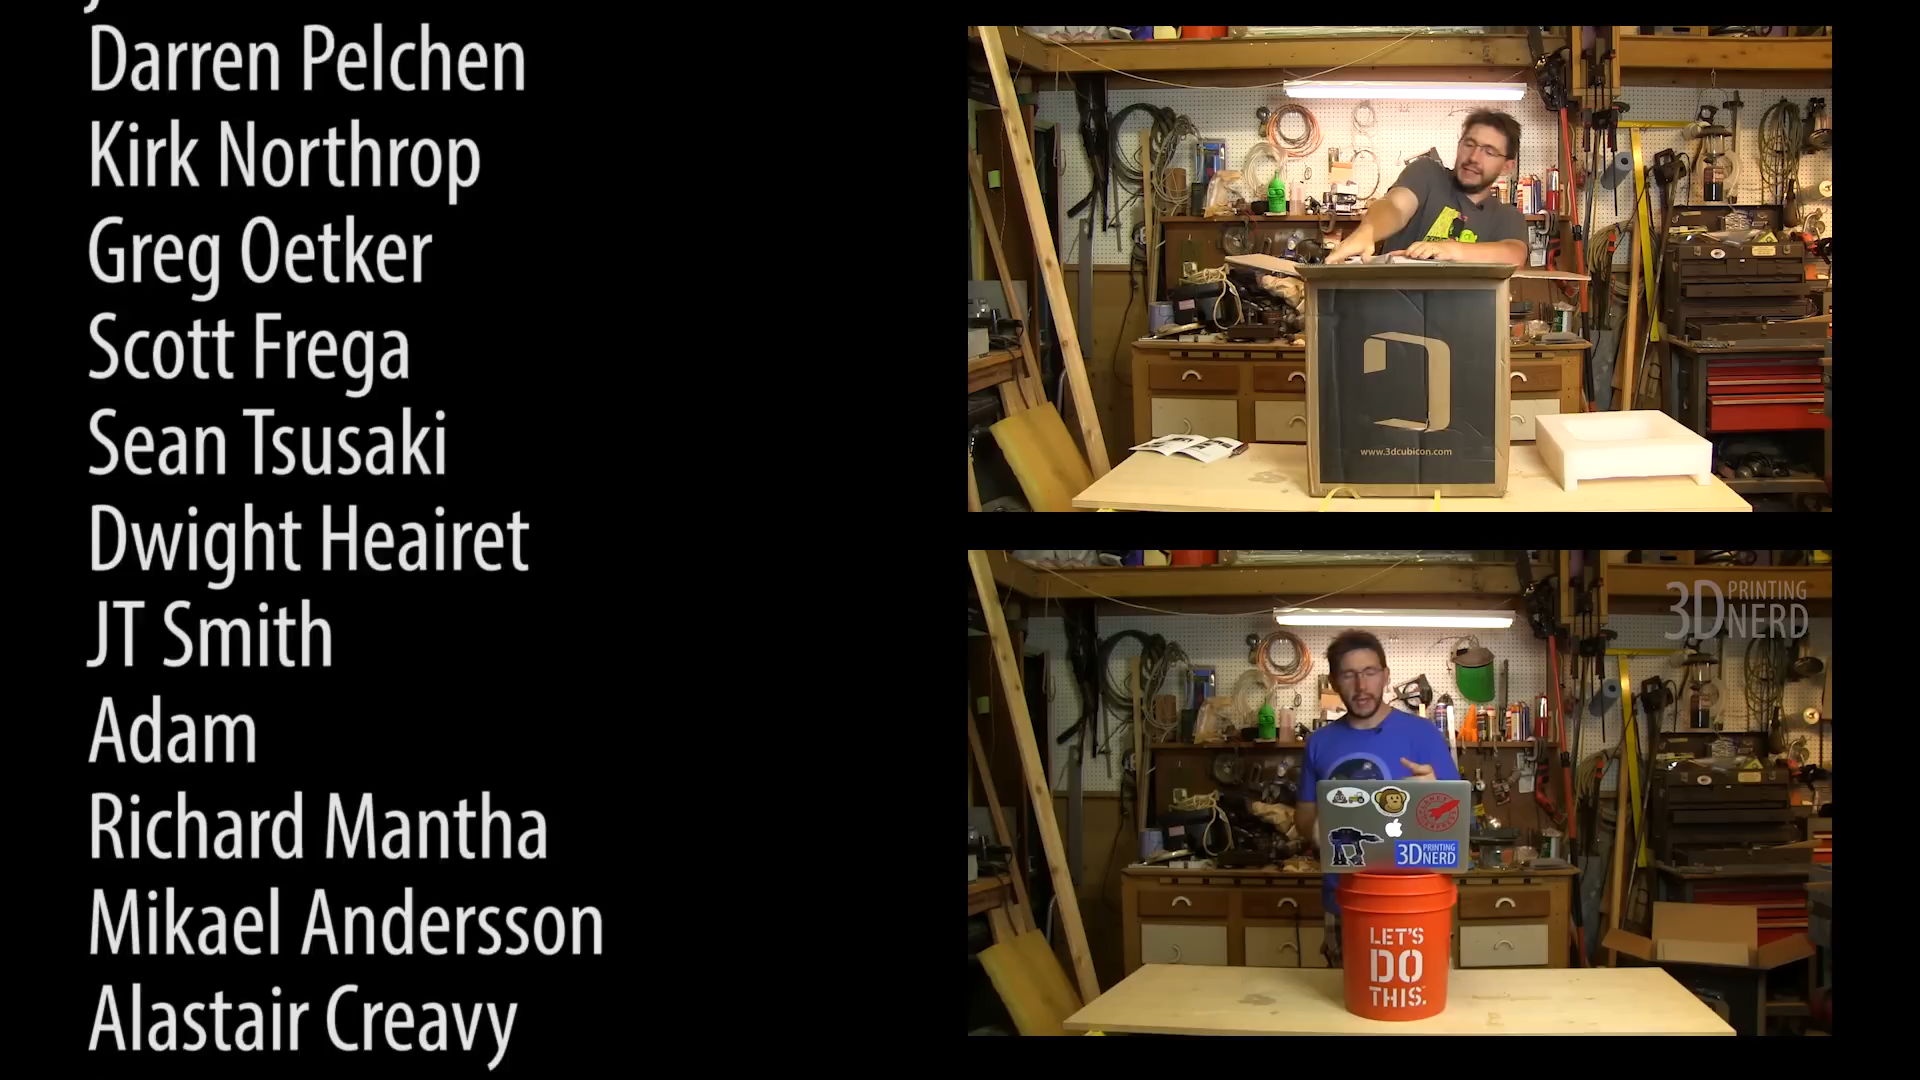 Darren Pelchen
Kirk Northrop
Greg Oetker
Scott Frega
Sean Tsusaki
Dwight Heairet
JT Smith
Adam
Richard Mantha
Mikael Andersson
Alastair Creavy
www.3dcubicon.com
3D PRINTING
NERD
3D PRINTING
NERD
LET'S
DO
THIS.